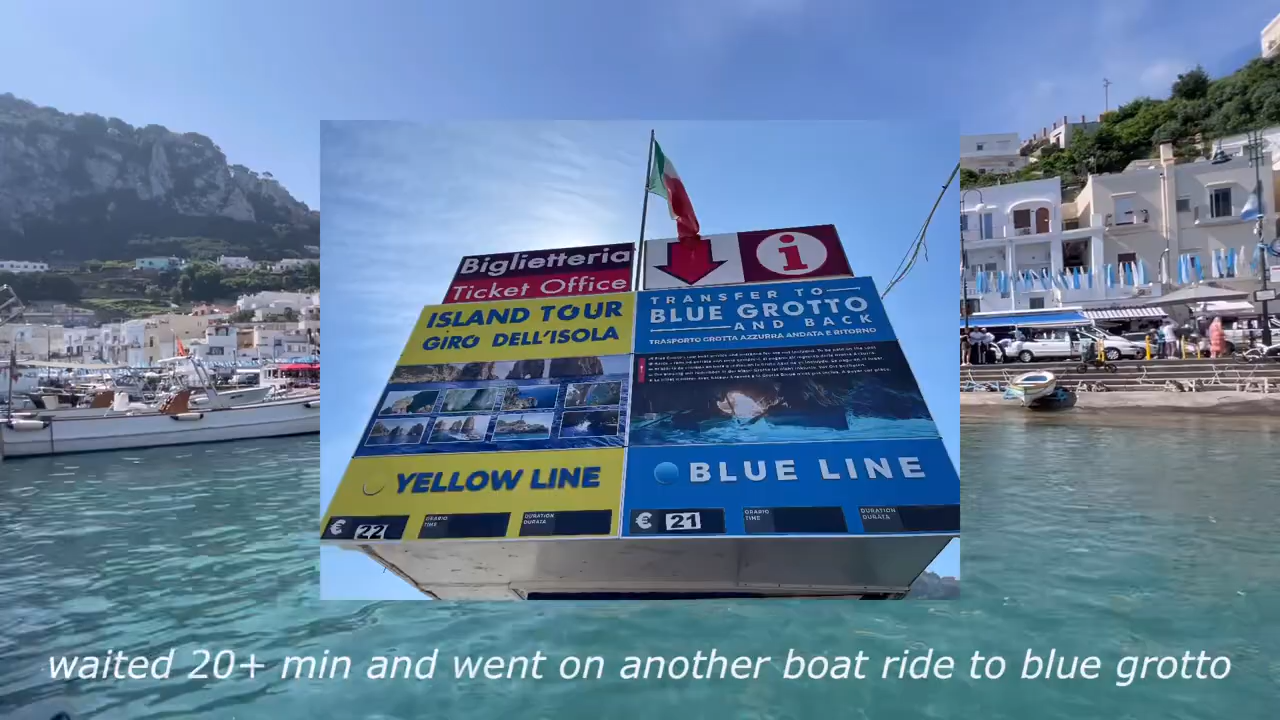 Biglietteria
Ticket Office
i
ISLAND TOUR
GIRO DELL'ISOLA
TRANSFER TO
BLUE GROTTO
AND BACK
TRASPORTO GROTTA AZZURRA ANDATA E RITORNO
YELLOW LINE
BLUE LINE
€ 22
ORARIO
TIME
DURATION
DURATA
€ 21
ORARIO
TIME
DURATION
DURATA
waited 20+ min and went on another boat ride to blue grotto